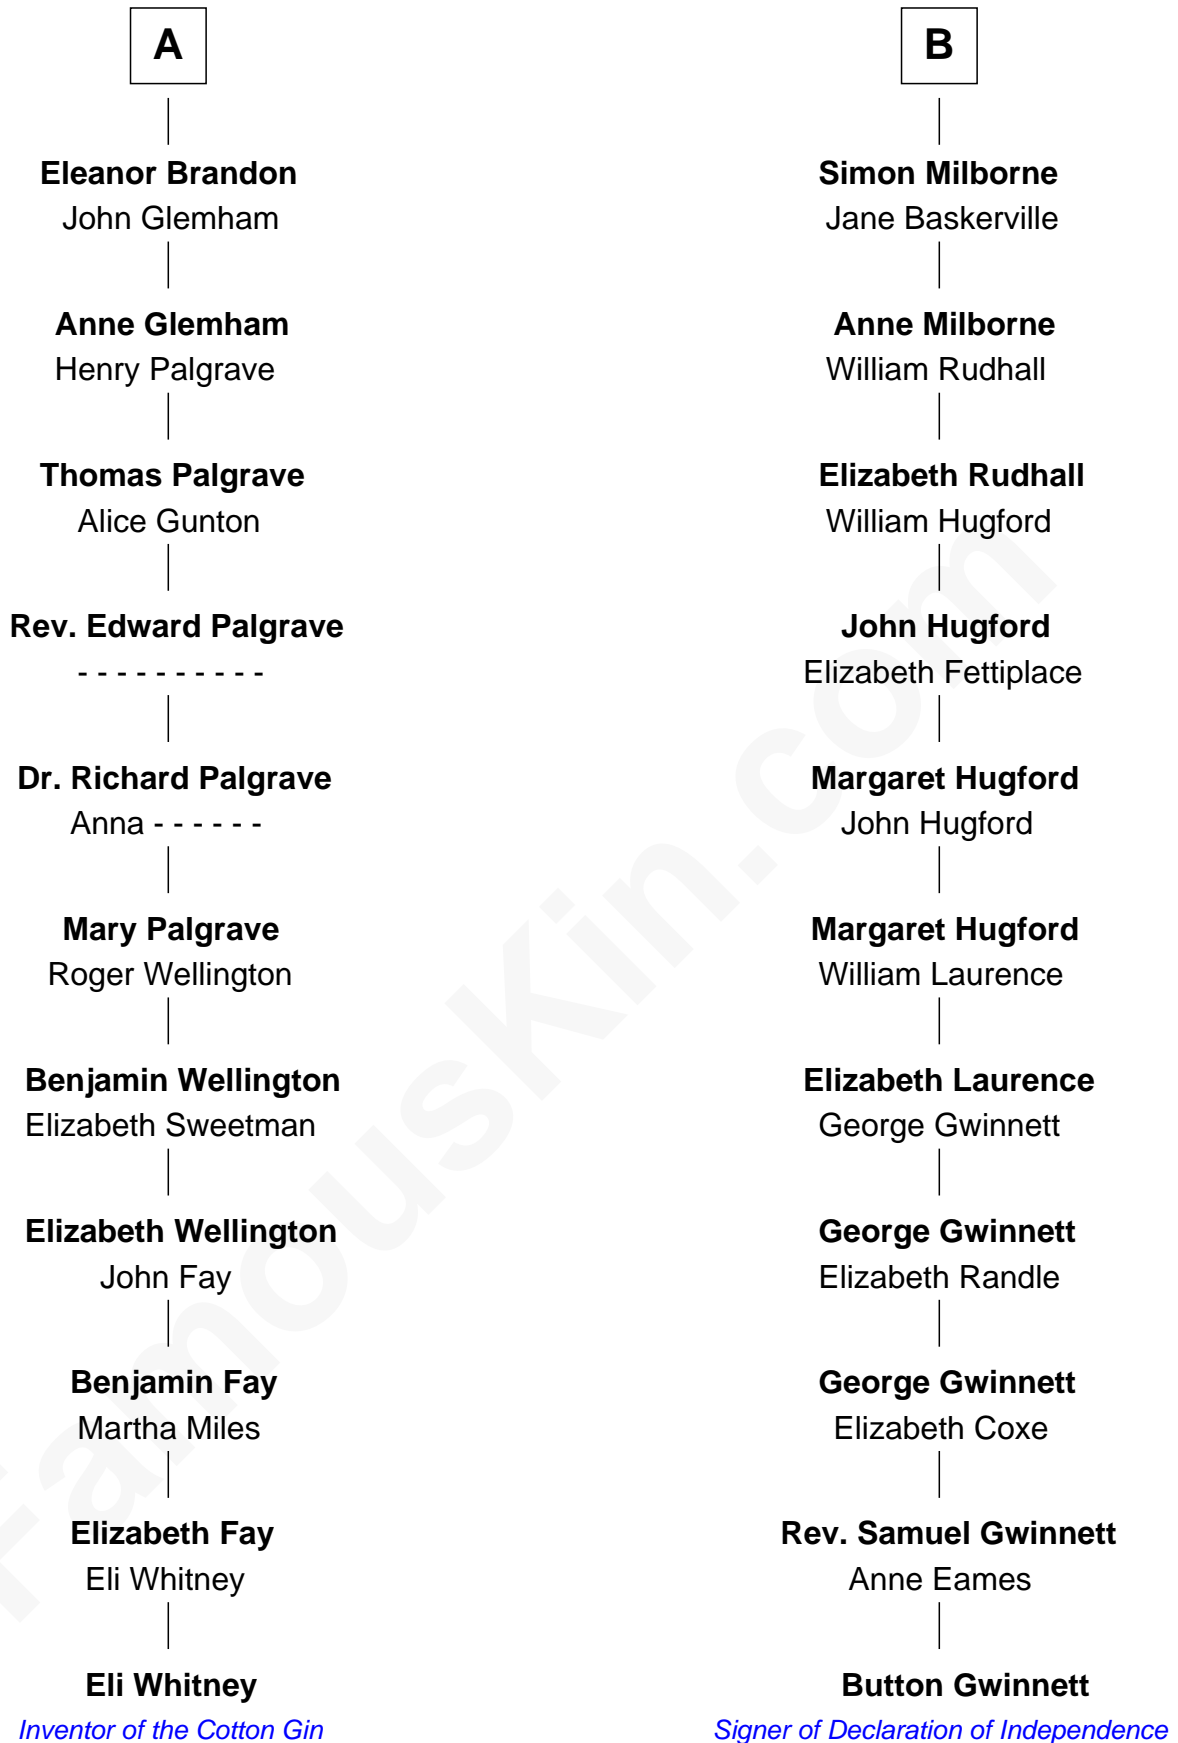 A
Eleanor Brandon
John Glemham
Anne Glemham
Henry Palgrave
Thomas Palgrave
Alice Gunton
Rev. Edward Palgrave
- - - - - - - - - -
Dr. Richard Palgrave
Anna - - - - - -
Mary Palgrave
Roger Wellington
Benjamin Wellington
Elizabeth Sweetman
Elizabeth Wellington
John Fay
Benjamin Fay
Martha Miles
Elizabeth Fay
Eli Whitney
Eli Whitney
Inventor of the Cotton Gin
B
Simon Milborne
Jane Baskerville
Anne Milborne
William Rudhall
Elizabeth Rudhall
William Hugford
John Hugford
Elizabeth Fettiplace
Margaret Hugford
John Hugford
Margaret Hugford
William Laurence
Elizabeth Laurence
George Gwinnett
George Gwinnett
Elizabeth Randle
George Gwinnett
Elizabeth Coxe
Rev. Samuel Gwinnett
Anne Eames
Button Gwinnett
Signer of Declaration of Independence
FamousKin.com